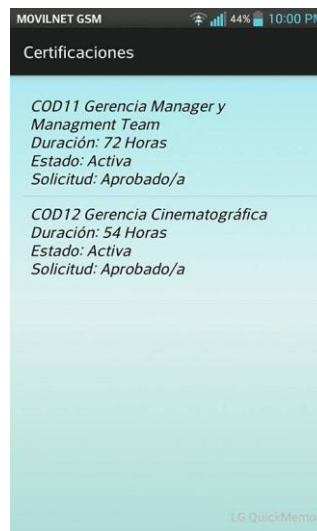 MOVILNET GSM 44% 10:00 PM
Certificaciones
COD11 Gerencia Manager y
Managment Team
Duración: 72 Horas
Estado: Activa
Solicitud: Aprobado/a
COD12 Gerencia Cinematográfica
Duración: 54 Horas
Estado: Activa
Solicitud: Aprobado/a
LG QuickMemo